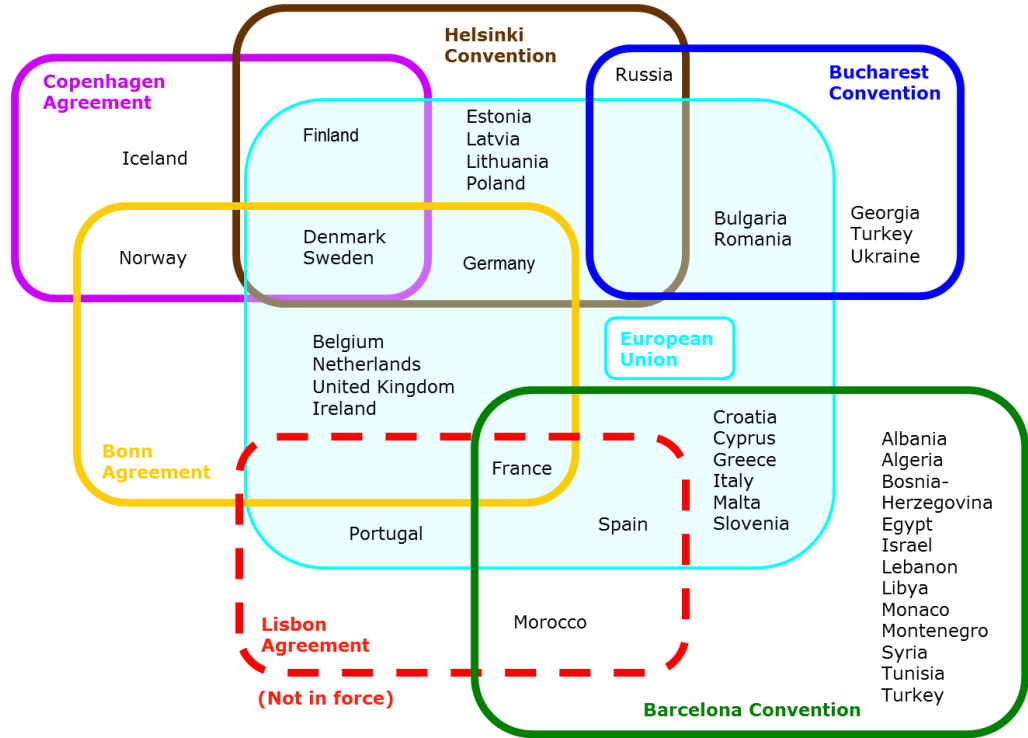 Helsinki
Convention
Copenhagen
Agreement
Russia
Bucharest
Convention
Iceland
Finland
Estonia
Latvia
Lithuania
Poland
Bulgaria
Romania
Georgia
Turkey
Ukraine
Norway
Denmark
Sweden
Germany
Belgium
Netherlands
United Kingdom
Ireland
European
Union
Bonn
Agreement
France
Croatia
Cyprus
Greece
Italy
Malta
Slovenia
Albania
Algeria
Bosnia-
Herzegovina
Egypt
Israel
Lebanon
Libya
Monaco
Montenegro
Syria
Tunisia
Turkey
Portugal
Spain
Morocco
Lisbon
Agreement
(Not in force)
Barcelona Convention